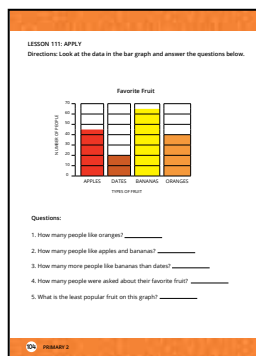 LESSON 111: APPLY
Directions: Look at the data in the bar graph and answer the questions below.
Favorite Fruit
NUMBER OF PEOPLE
70
60
50
40
30
20
10
0
APPLES DATES BANANAS ORANGES
TYPES OF FRUIT
Questions:
1. How many people like oranges?
2. How many people like apples and bananas?
3. How many more people like bananas than dates?
4. How many people were asked about their favorite fruit?
5. What is the least popular fruit on this graph?
104 PRIMARY 2